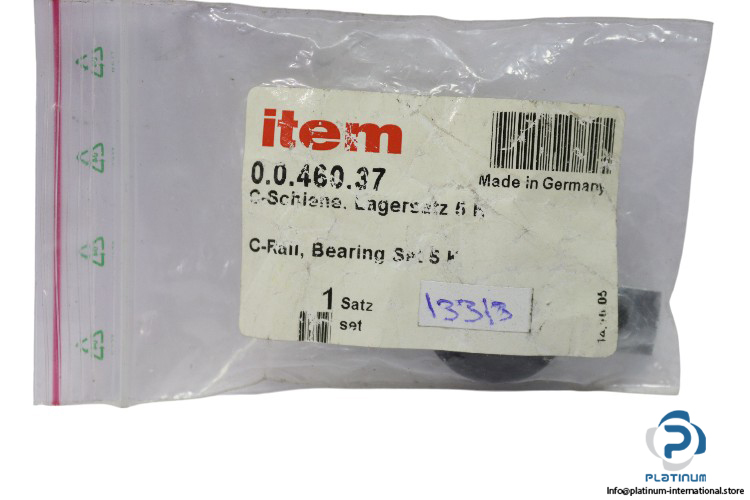 item
0.0.460.37
Made in Germany
C-Schiene, Lagersatz 5 K
C-Rail, Bearing Set 5 K
1 Satz
set
13313
PLATINUM
Info@platinum-international.store